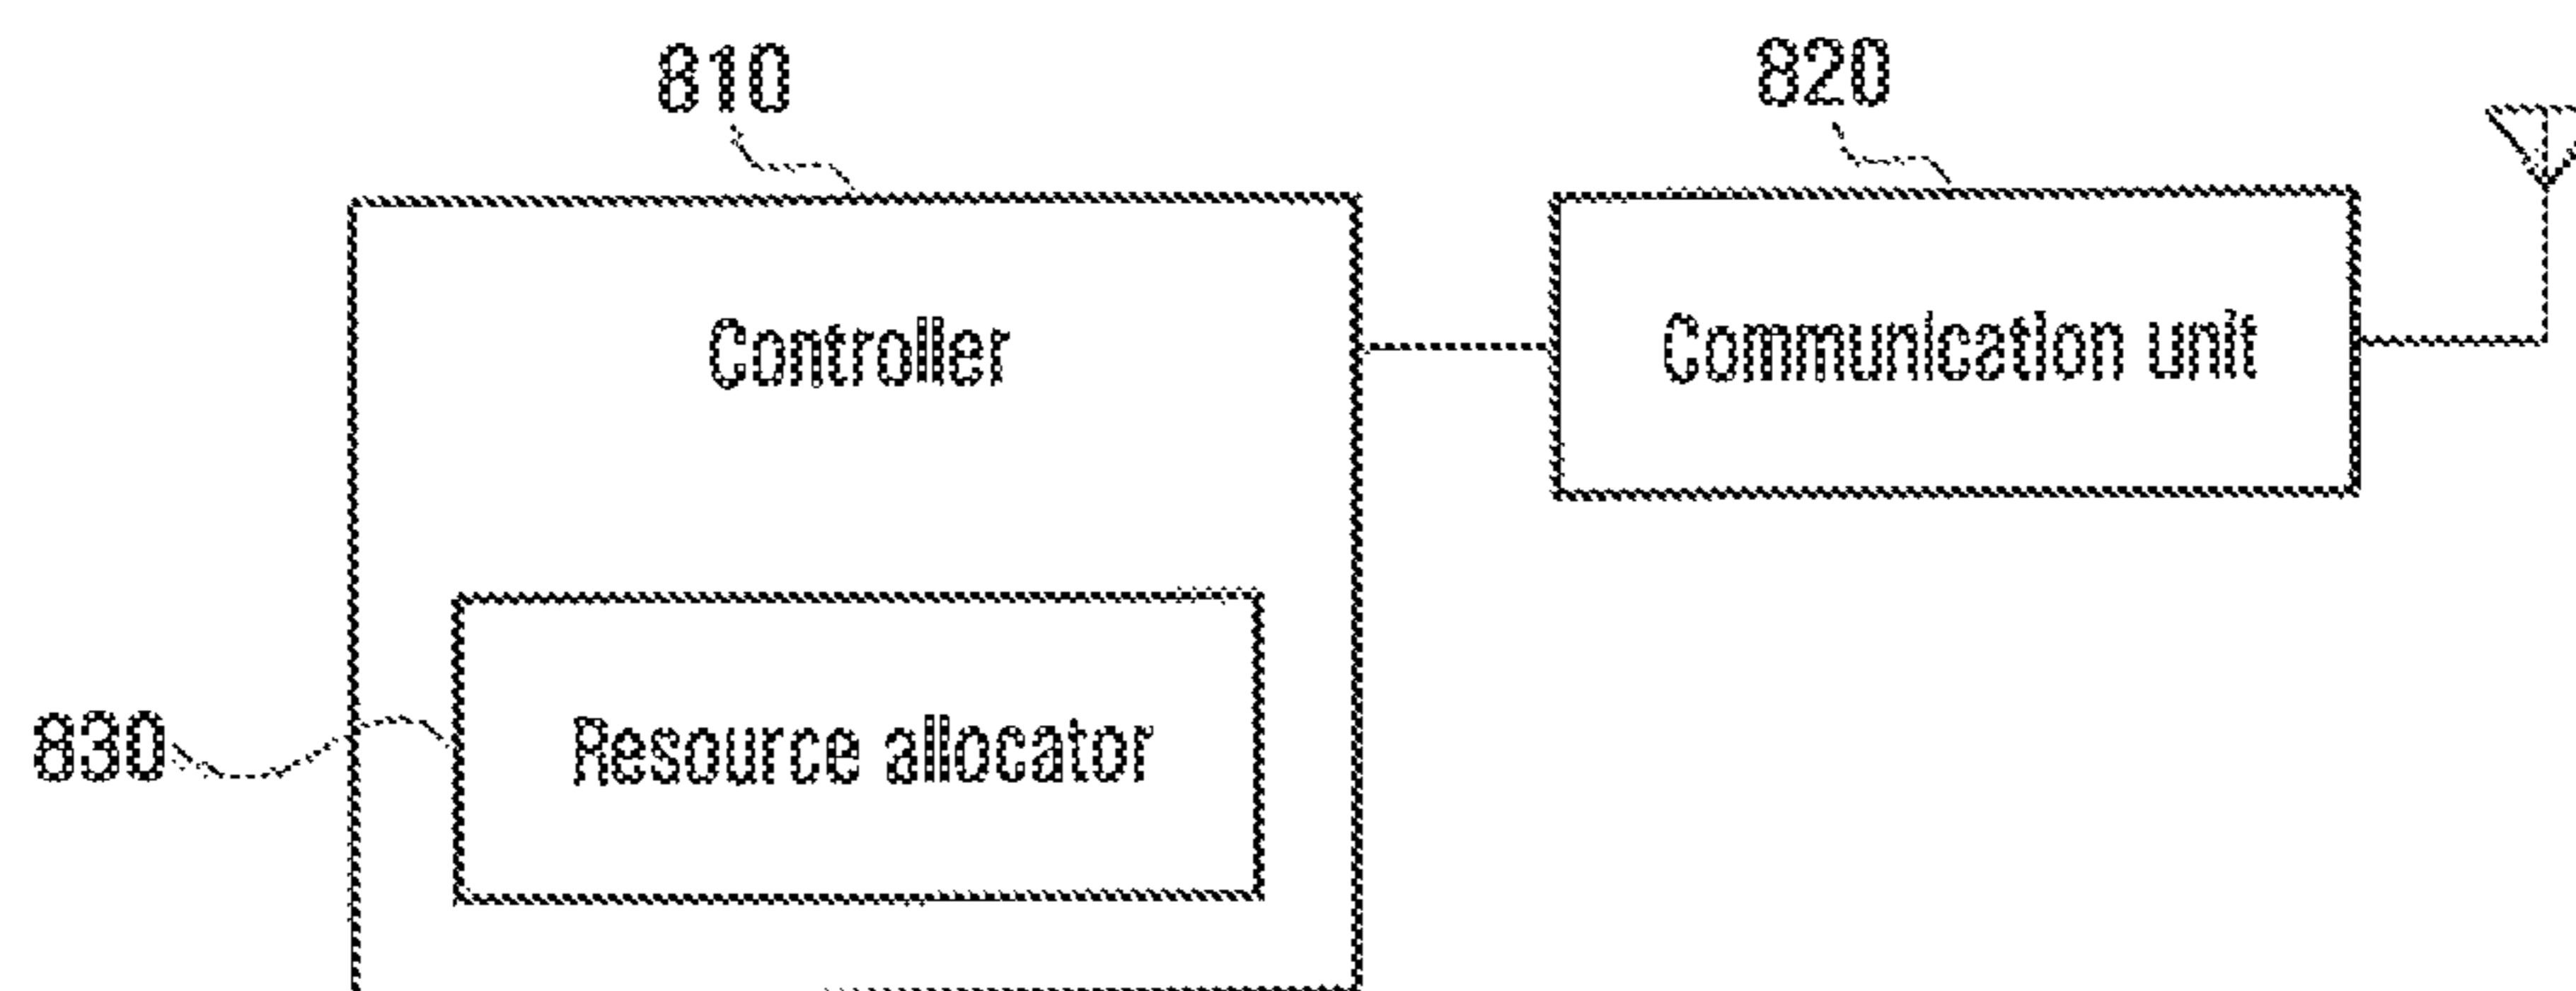 810
820
Controller
Communication unit
830
Resource allocator